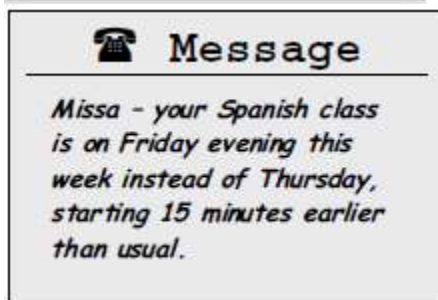 ☎ Message
Missa - your Spanish class
is on Friday evening this
week instead of Thursday,
starting 15 minutes earlier
than usual.